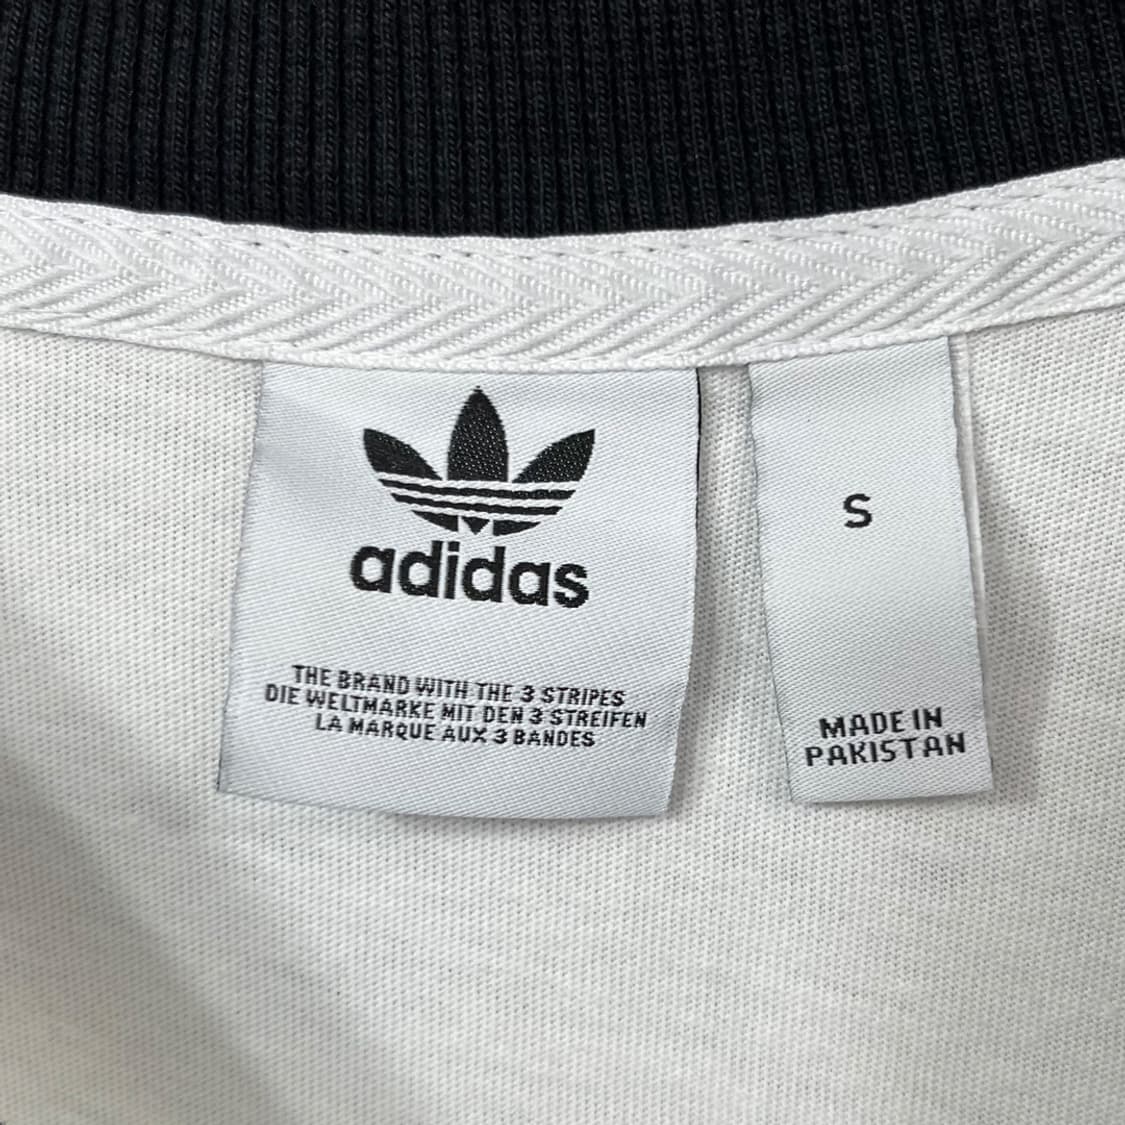 adidas
THE BRAND WITH THE 3 STRIPES
DIE WELTMARKE MIT DEN 3 STREIFEN
LA MARQUE AUX 3 BANDES
S
MADE IN
PAKISTAN